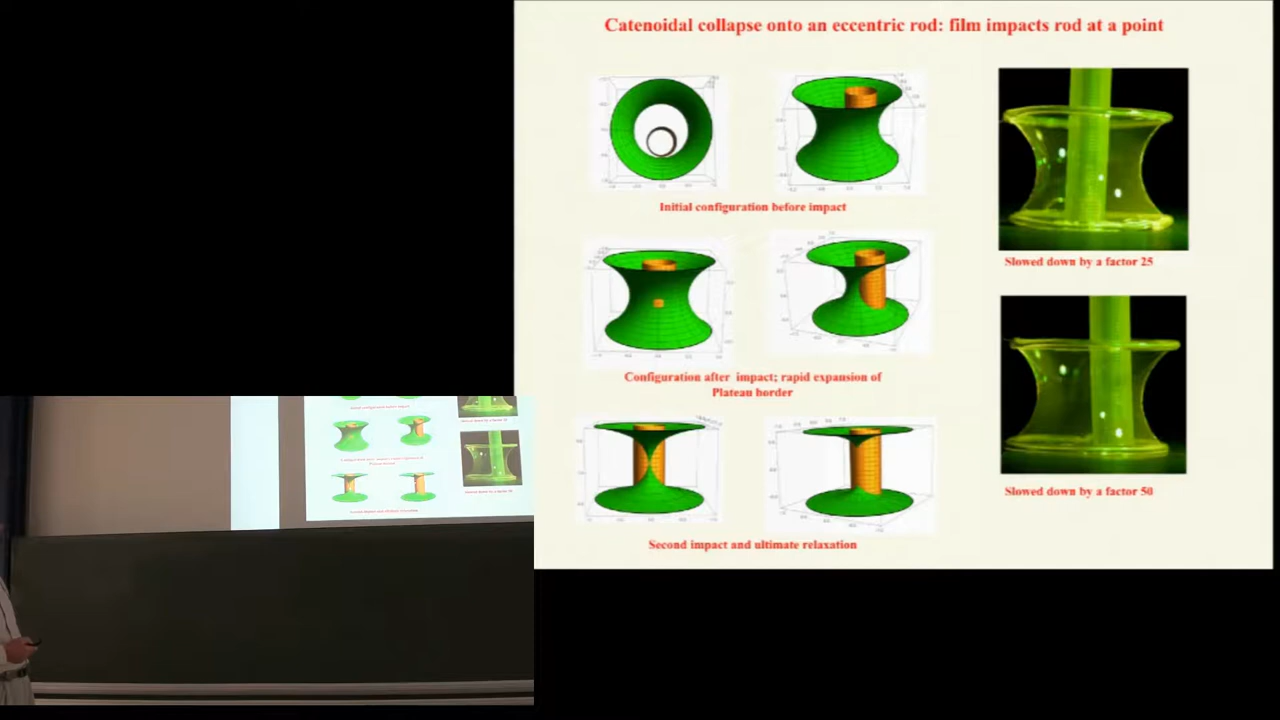 Catenoidal collapse onto an eccentric rod: film impacts rod at a point
Initial configuration before impact
Slowed down by a factor 25
Configuration after impact; rapid expansion of
Plateau border
Slowed down by a factor 50
Second impact and ultimate relaxation